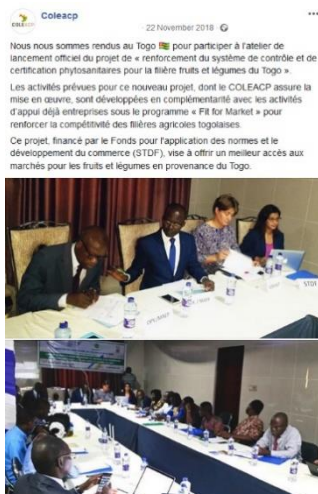 COLEACP
Coleacp
22 November 2018
Nous nous sommes rendus au Togo 🇹🇬 pour participer à l'atelier de
lancement officiel du projet de « renforcement du système de contrôle et de
certification phytosanitaires pour la filière fruits et légumes du Togo ».
Les activités prévues pour ce nouveau projet, dont le COLEACP assure la
mise en œuvre, sont développées en complémentarité avec les activités
d'appui déjà entreprises sous le programme « Fit for Market » pour
renforcer la compétitivité des filières agricoles togolaises.
Ce projet, financé par le Fonds pour l'application des normes et le
développement du commerce (STDF), vise à offrir un meilleur accès aux
marchés pour les fruits et légumes en provenance du Togo.
STDF